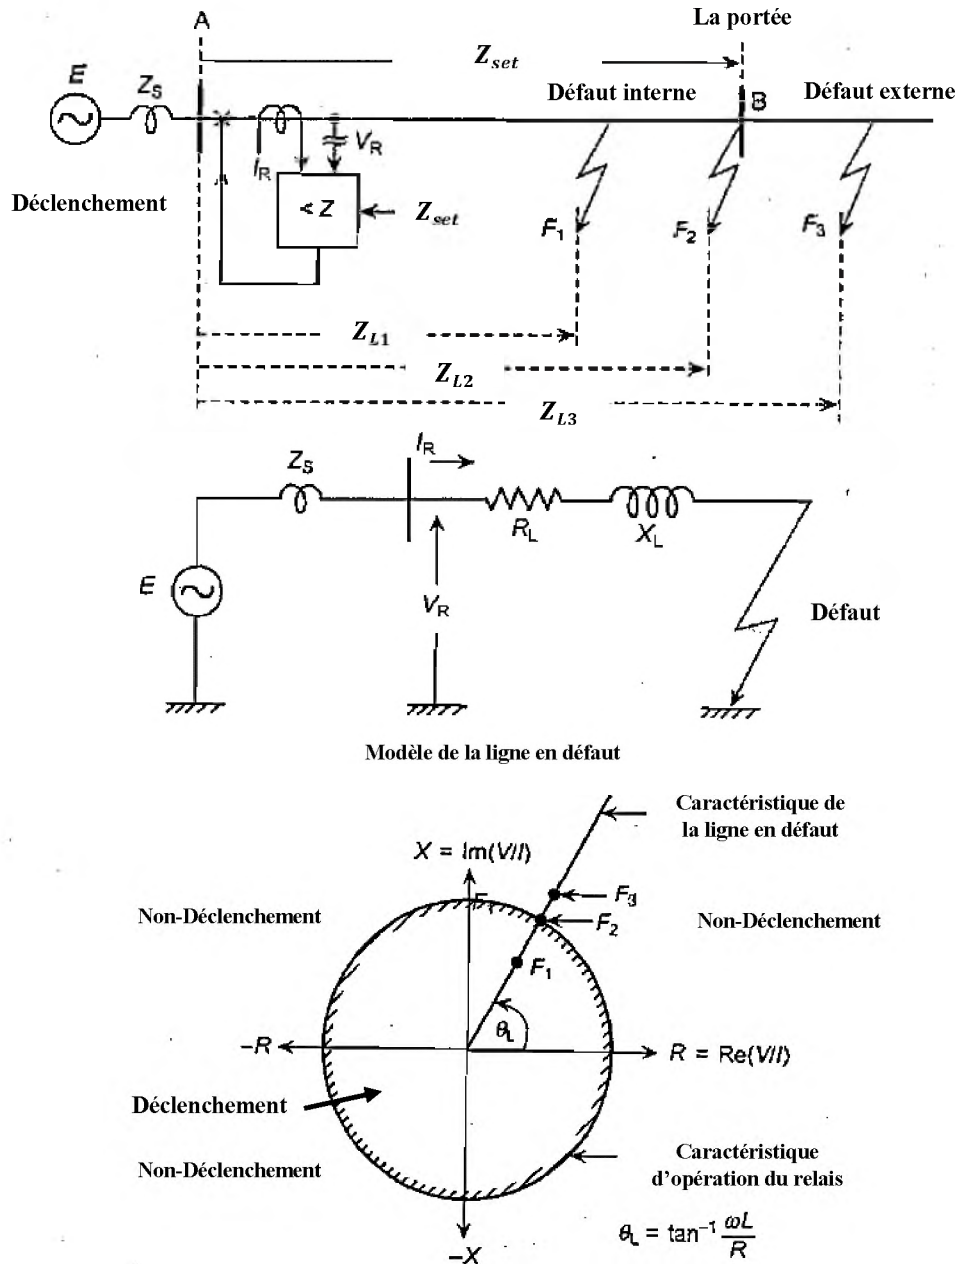 A
La portée
Z_set
E
Z_S
Défaut interne
B
Défaut externe
V_R
I_R
Déclenchement
< Z
Z_set
F_1
F_2
F_3
Z_L1
Z_L2
Z_L3
I_R
Z_S
R_L
X_L
E
V_R
Défaut
Modèle de la ligne en défaut
Caractéristique de
la ligne en défaut
X = Im(V/I)
Non-Déclenchement
F_3
F_2
Non-Déclenchement
F_1
θ_L
–R
R = Re(V/I)
Déclenchement
Non-Déclenchement
Caractéristique
d'opération du relais
–X
θ_L = tan⁻¹ ωL/R